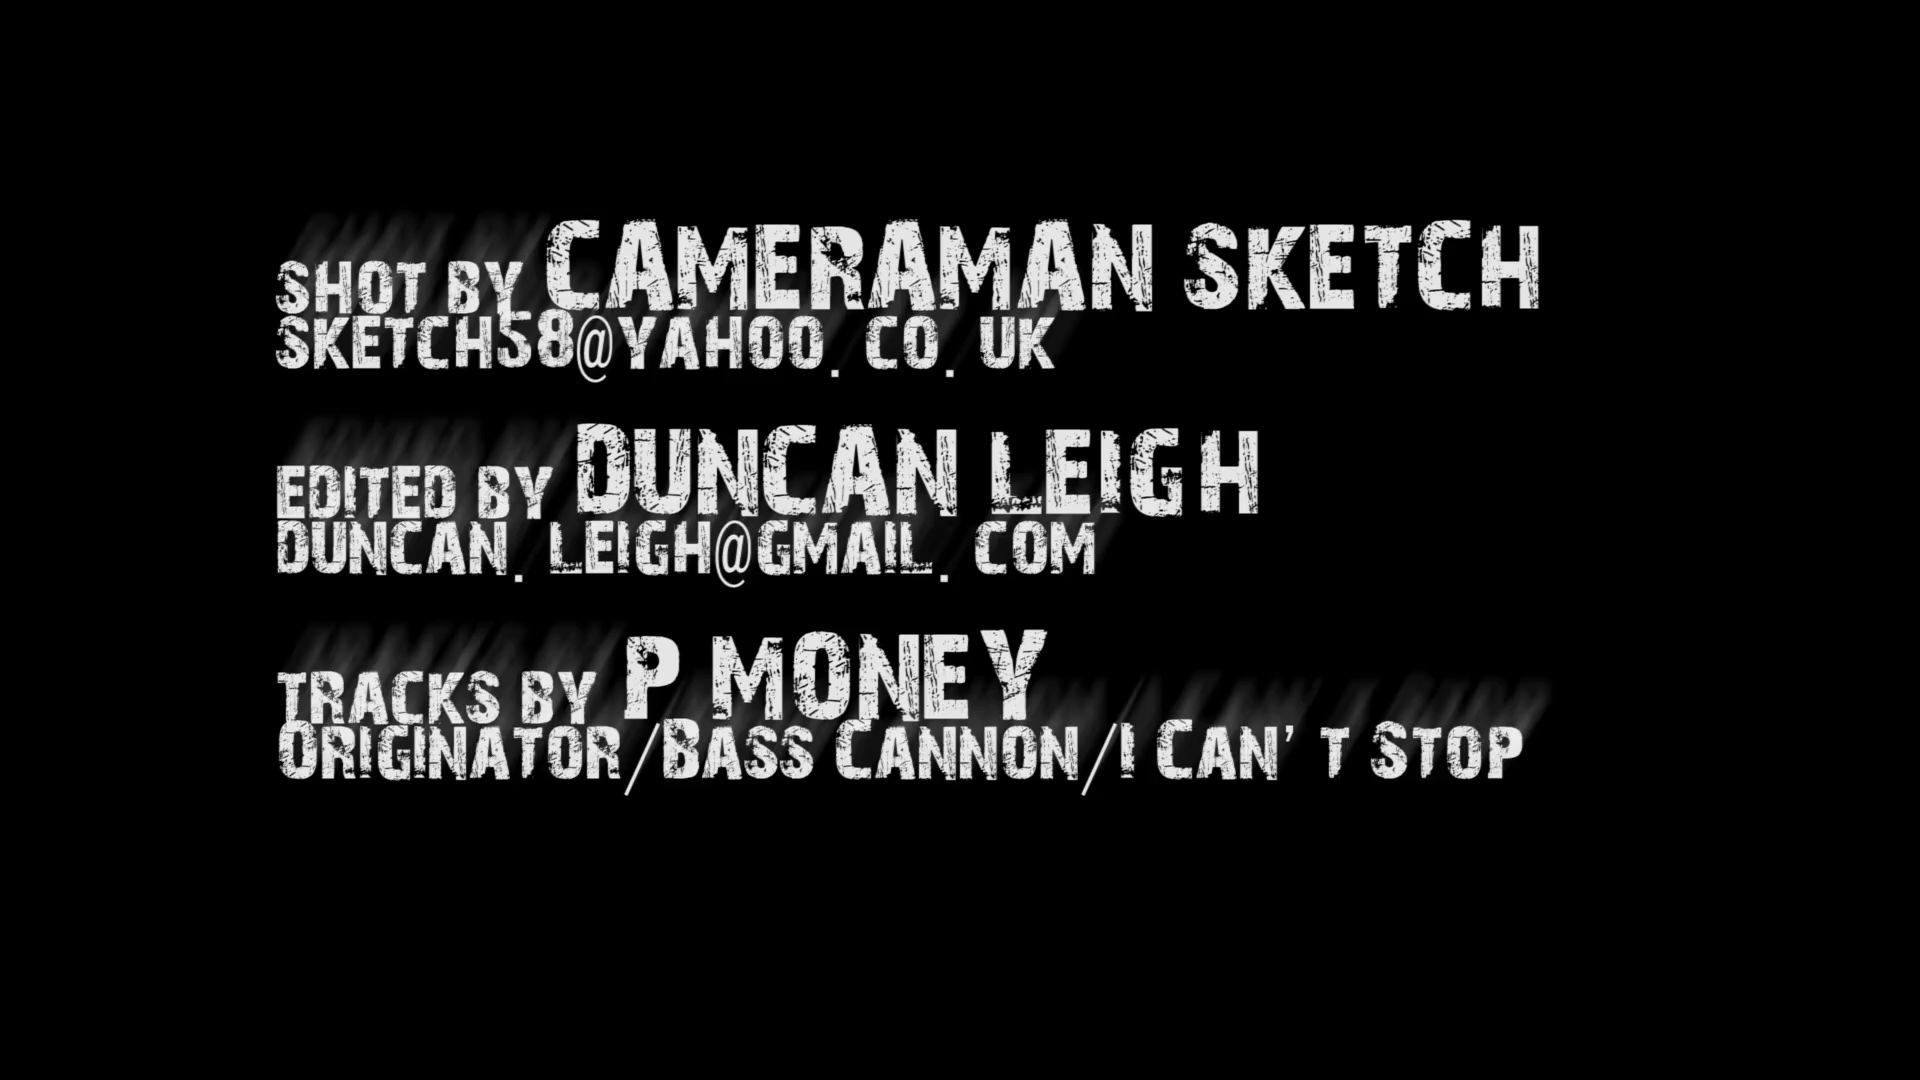 SHOT BY CAMERAMAN SKETCH
SKETCH58@YAHOO.CO.UK
EDITED BY DUNCAN LEIGH
DUNCAN.LEIGH@GMAIL.COM
TRACKS BY P MONEY
ORIGINATOR/BASS CANNON/I CAN'T STOP